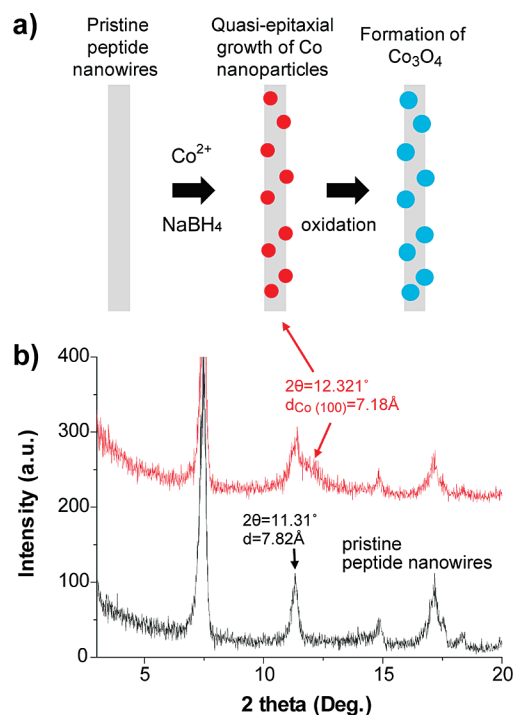 a)
Pristine
peptide
nanowires
Quasi-epitaxial
growth of Co
nanoparticles
Formation of
Co₃O₄
Co²⁺
NaBH₄
oxidation
b)
400
300
200
100
0
Intensity (a.u.)
2θ=12.321°
d_Co (100)=7.18Å
2θ=11.31°
d=7.82Å
pristine
peptide nanowires
5
10
15
20
2 theta (Deg.)